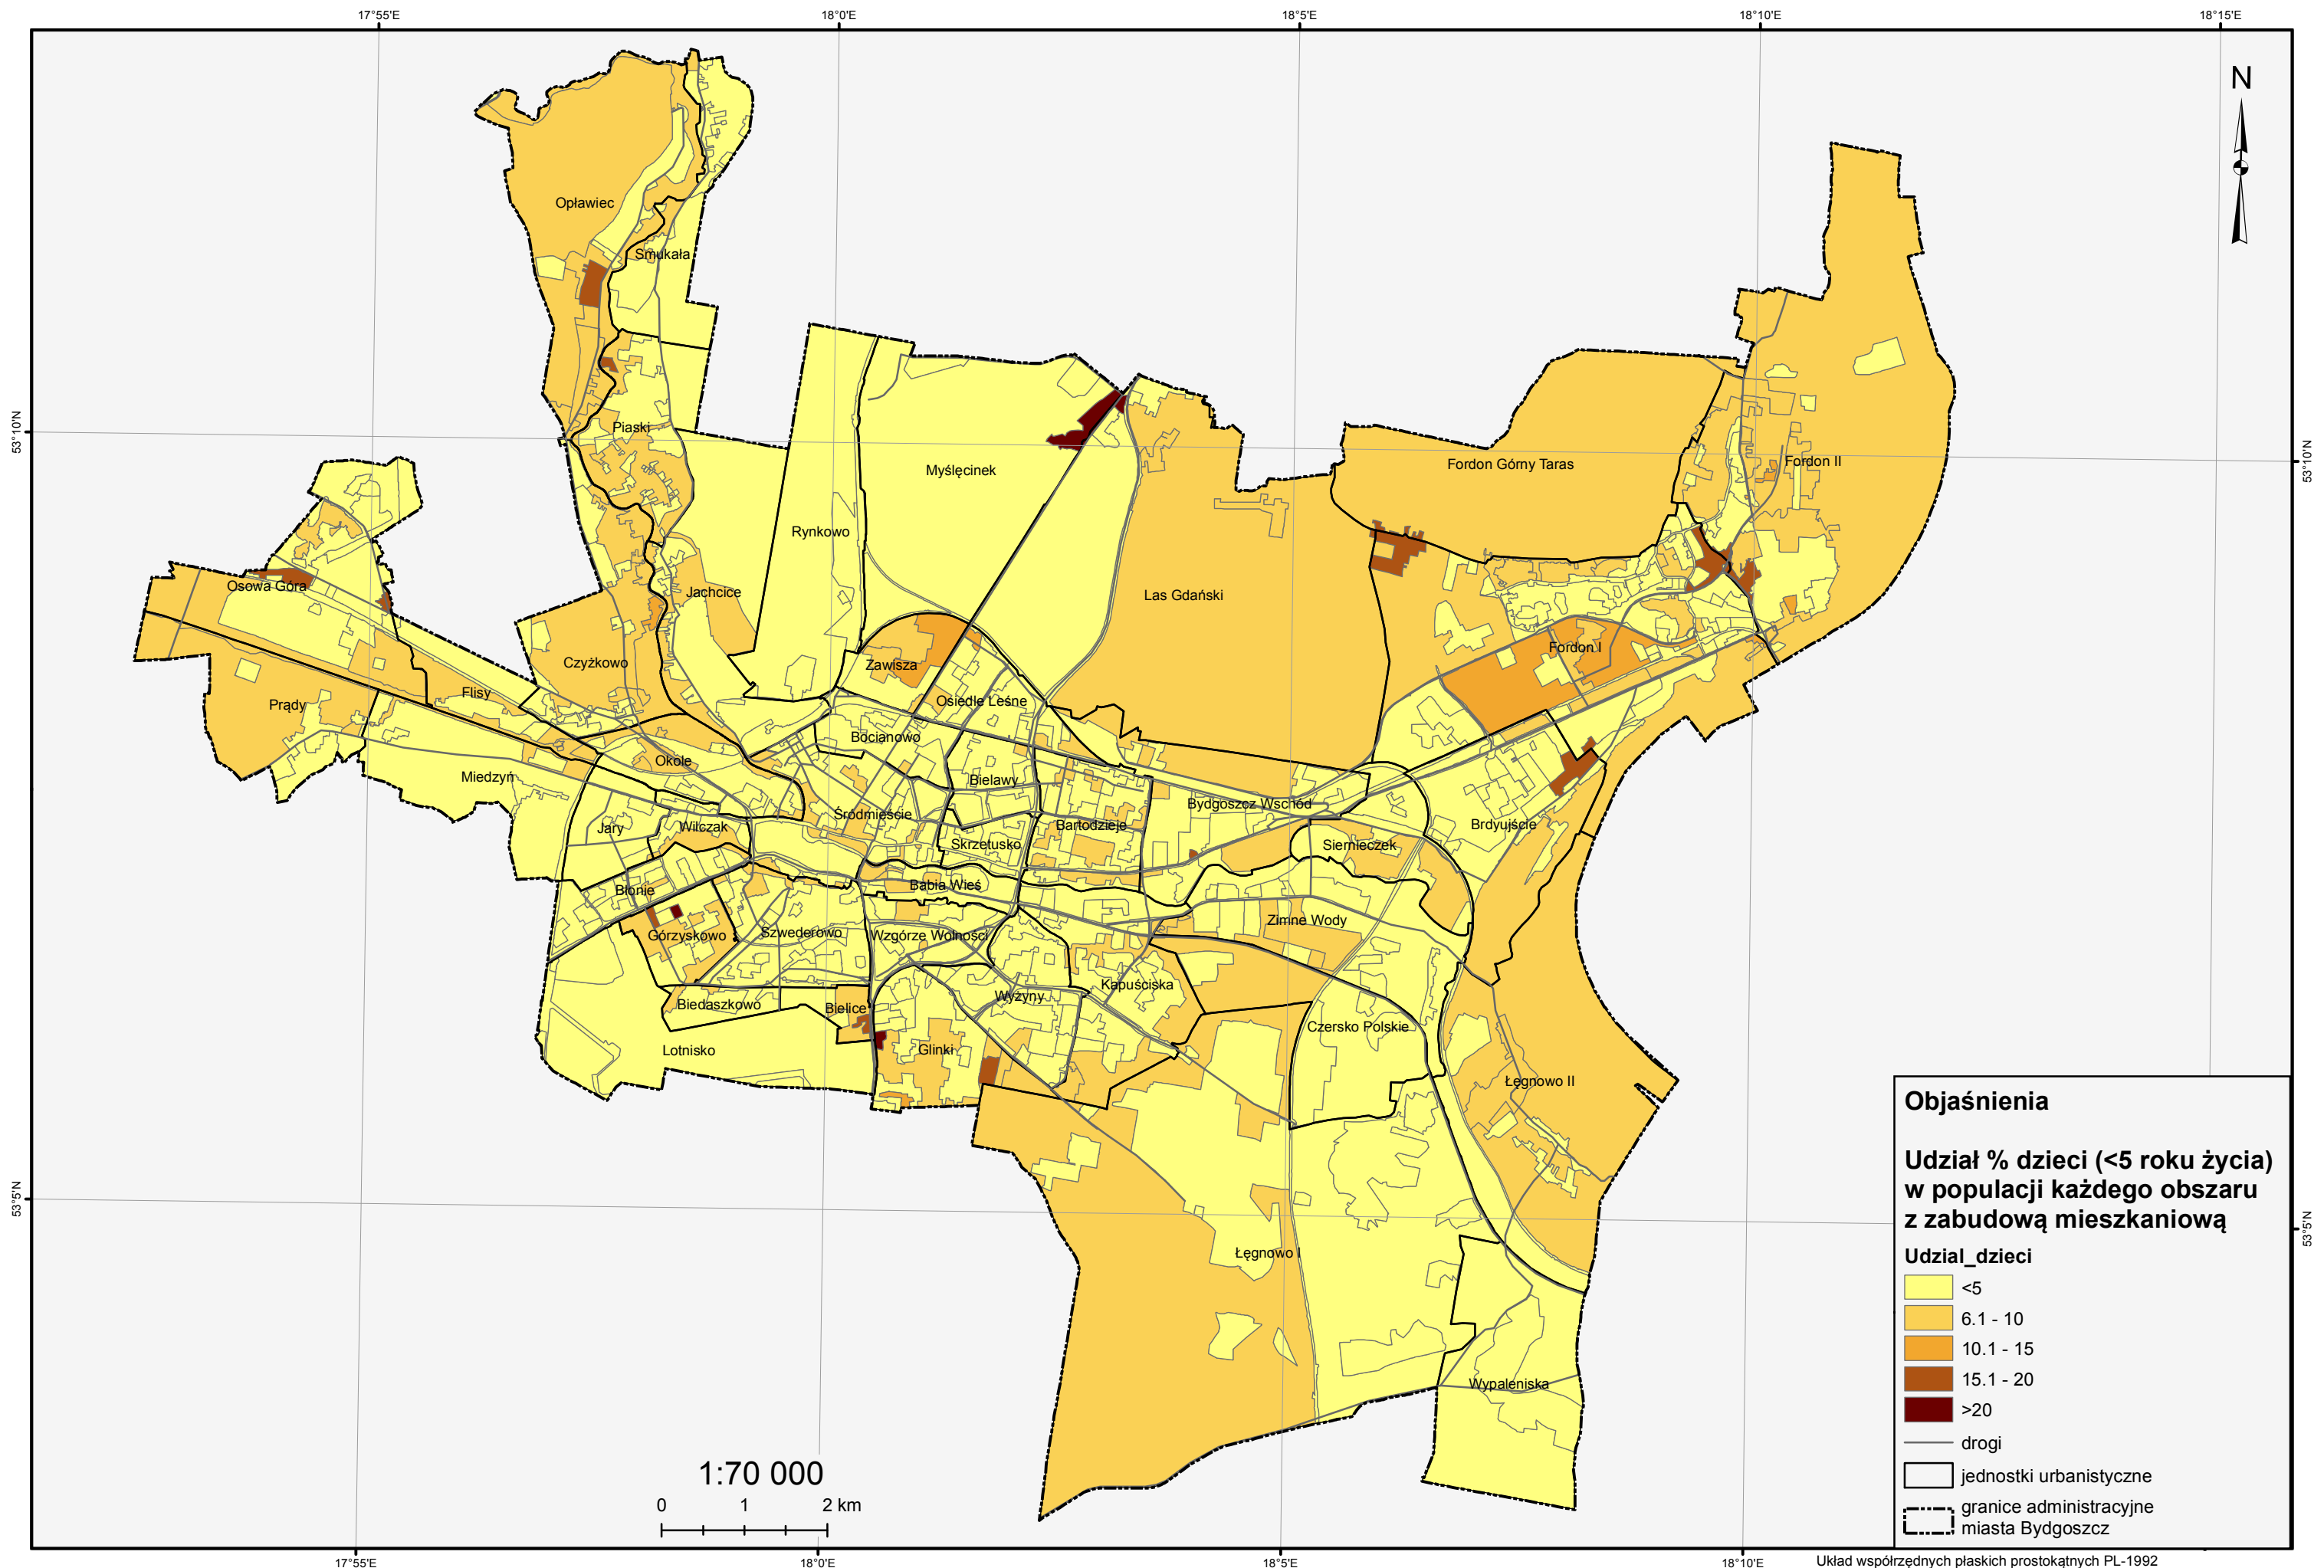 17°55'E
18°0'E
18°5'E
18°10'E
18°15'E
N
Opławiec
Smukała
Piaski
53°10'N
53°10'N
Fordon Górny Taras
Fordon II
Myślęcinek
Rynkowo
Osowa Góra
Jachcice
Las Gdański
Fordon I
Czyżkowo
Zawisza
Flisy
Prądy
Osiedle Leśne
Bocianowo
Okole
Miedzyń
Bielawy
Bydgoszcz Wschód
Śródmieście
Jary
Wilczak
Bartodzieje
Brdyujście
Skrzetusko
Siernieczek
Błonie
Babia Wieś
Zimne Wody
Górzyskowo
Szwederowo
Wzgórze Wolności
Kapuściska
Wyżyny
Biedaszkowo
Bielice
Czersko Polskie
Lotnisko
Glinki
Łęgnowo II
Łęgnowo I
Wypaleniska
53°5'N
53°5'N
Objaśnienia
Udział % dzieci (<5 roku życia)
w populacji każdego obszaru
z zabudową mieszkaniową
Udzial_dzieci
<5
6.1 - 10
10.1 - 15
15.1 - 20
>20
drogi
jednostki urbanistyczne
granice administracyjne
miasta Bydgoszcz
1:70 000
0 1 2 km
17°55'E
18°0'E
18°5'E
18°10'E
Układ współrzędnych płaskich prostokątnych PL-1992